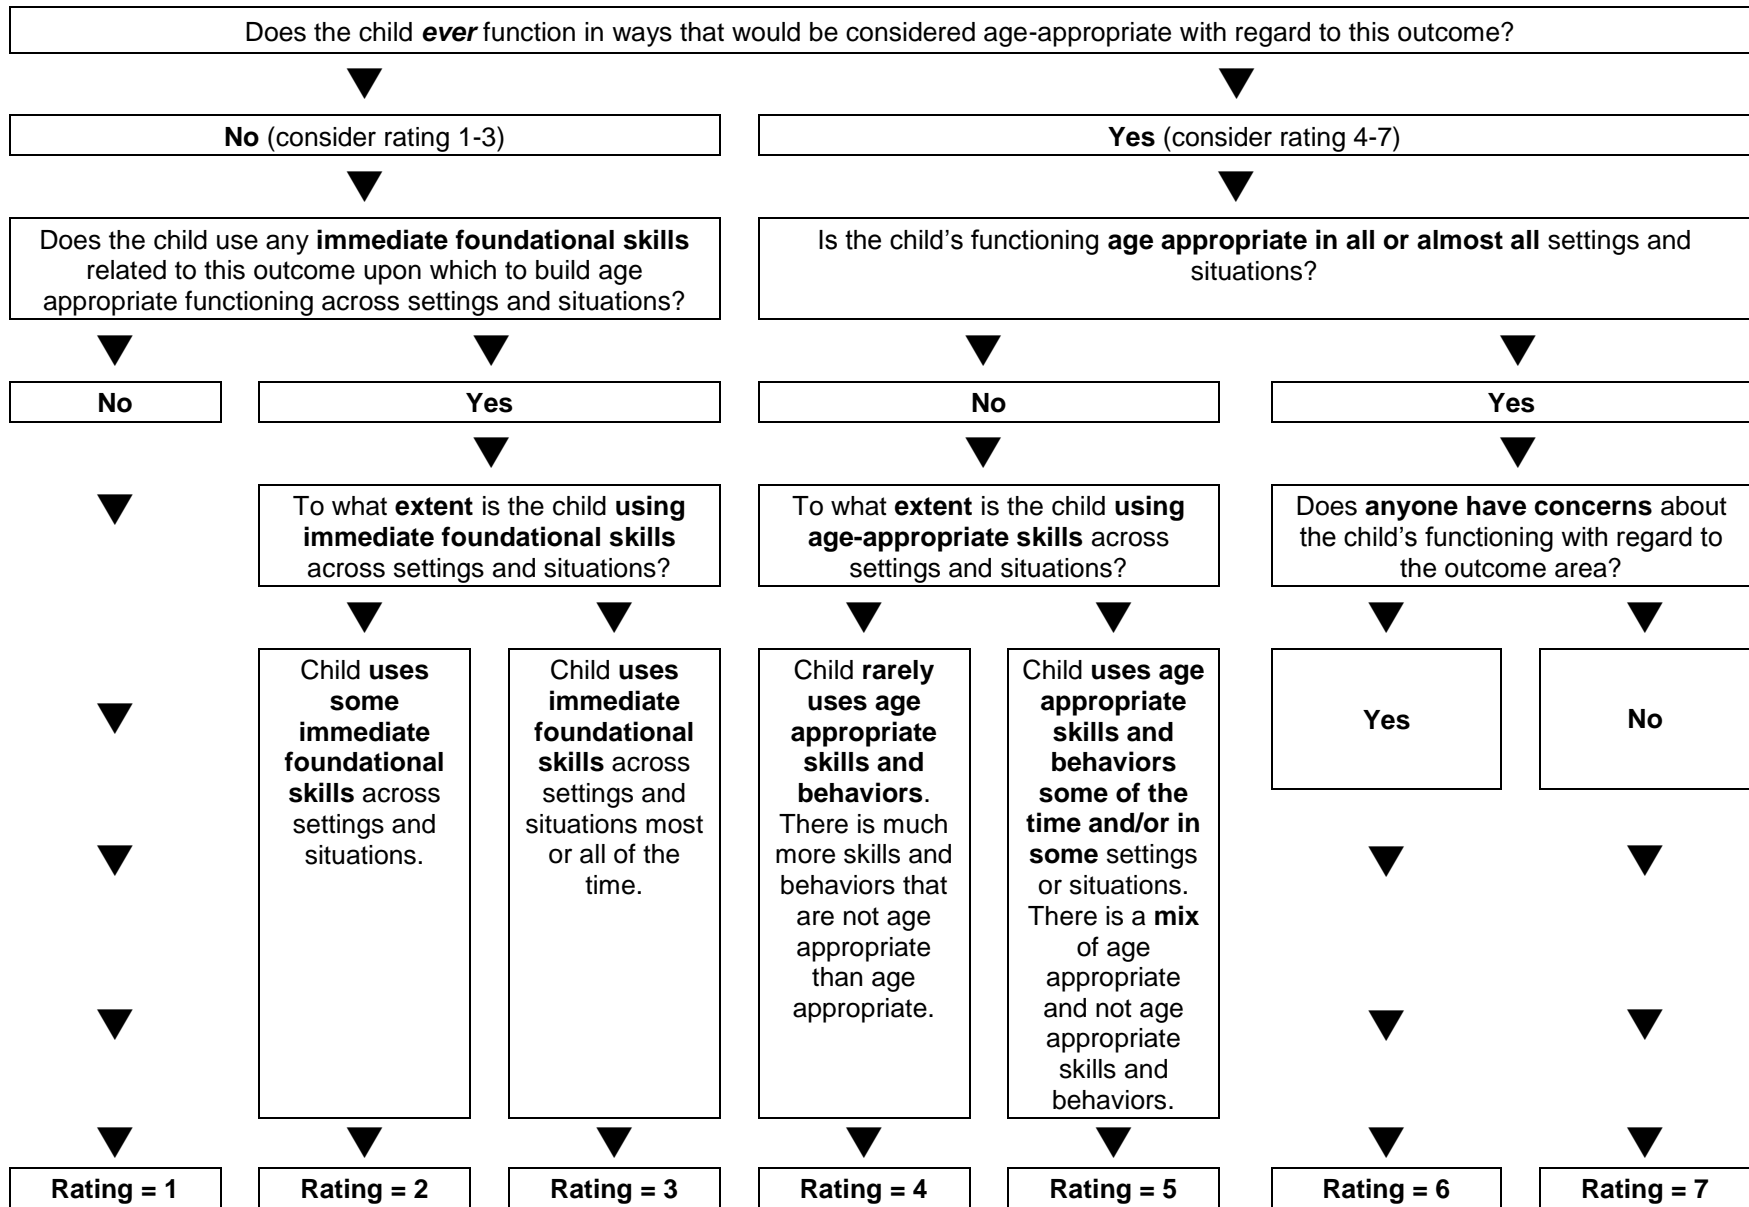 Does the child ever function in ways that would be considered age-appropriate with regard to this outcome?
No (consider rating 1-3)
Yes (consider rating 4-7)
Does the child use any immediate foundational skills
related to this outcome upon which to build age
appropriate functioning across settings and situations?
Is the child's functioning age appropriate in all or almost all settings and
situations?
No
Yes
No
Yes
To what extent is the child using
immediate foundational skills
across settings and situations?
To what extent is the child using
age-appropriate skills across
settings and situations?
Does anyone have concerns about
the child's functioning with regard to
the outcome area?
Child uses
some
immediate
foundational
skills across
settings and
situations.
Child uses
immediate
foundational
skills across
settings and
situations most
or all of the
time.
Child rarely
uses age
appropriate
skills and
behaviors.
There is much
more skills and
behaviors that
are not age
appropriate
than age
appropriate.
Child uses age
appropriate
skills and
behaviors
some of the
time and/or in
some settings
or situations.
There is a mix
of age
appropriate
and not age
appropriate
skills and
behaviors.
Yes
No
Rating = 1
Rating = 2
Rating = 3
Rating = 4
Rating = 5
Rating = 6
Rating = 7